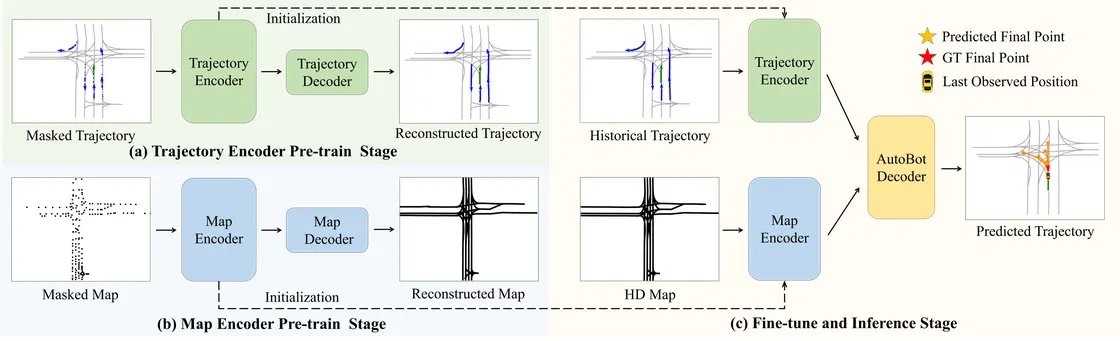 Initialization
Trajectory
Encoder
Trajectory
Decoder
Masked Trajectory
Reconstructed Trajectory
(a) Trajectory Encoder Pre-train Stage
Map
Encoder
Map
Decoder
Masked Map
Initialization
Reconstructed Map
(b) Map Encoder Pre-train Stage
Trajectory
Encoder
Historical Trajectory
Map
Encoder
HD Map
AutoBot
Decoder
Predicted Final Point
GT Final Point
Last Observed Position
Predicted Trajectory
(c) Fine-tune and Inference Stage